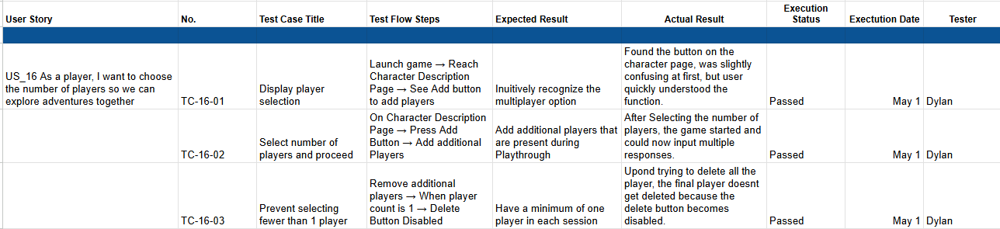 User Story No. Test Case Title Test Flow Steps Expected Result Actual Result Execution Status Exectution Date Tester
US_16 As a player, I want to choose
the number of players so we can
explore adventures together
TC-16-01
Display player
selection
Launch game → Reach
Character Description
Page → See Add button
to add players
Inuitively recognize the
multiplayer option
Found the button on the
character page, was slightly
confusing at first, but user
quickly understood the
function.
Passed
May 1
Dylan
TC-16-02
Select number of
players and proceed
On Character Description
Page → Press Add
Button → Add additional
Players
Add additional players that
are present during
Playthrough
After Selecting the number of
players, the game started and
could now input multiple
responses.
Passed
May 1
Dylan
TC-16-03
Prevent selecting
fewer than 1 player
Remove additional
players → When player
count is 1 → Delete
Button Disabled
Have a minimum of one
player in each session
Upond trying to delete all the
player, the final player doesnt
get deleted because the
delete button becomes
disabled.
Passed
May 1
Dylan